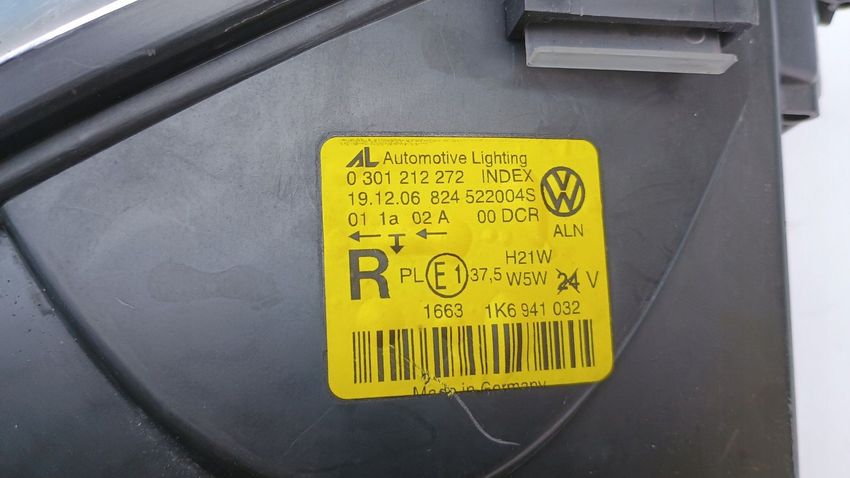 AL Automotive Lighting
0 301 212 272 INDEX
19.12.06 824 522004S
01 1a 02 A 00 DCR
ALN
R PL E1 37,5 H21W W5W 24 V
1663 1K6 941 032
Made in Germany